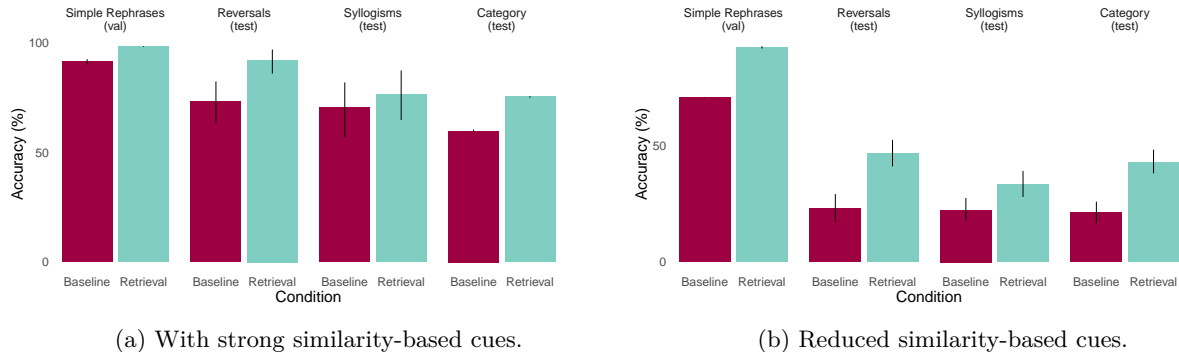 Simple Rephrases
(val)
Reversals
(test)
Syllogisms
(test)
Category
(test)
100
50
0
Accuracy (%)
Baseline Retrieval Baseline Retrieval Baseline Retrieval Baseline Retrieval
Condition
(a) With strong similarity-based cues.
Simple Rephrases
(val)
Reversals
(test)
Syllogisms
(test)
Category
(test)
50
0
Accuracy (%)
Baseline Retrieval Baseline Retrieval Baseline Retrieval Baseline Retrieval
Condition
(b) Reduced similarity-based cues.